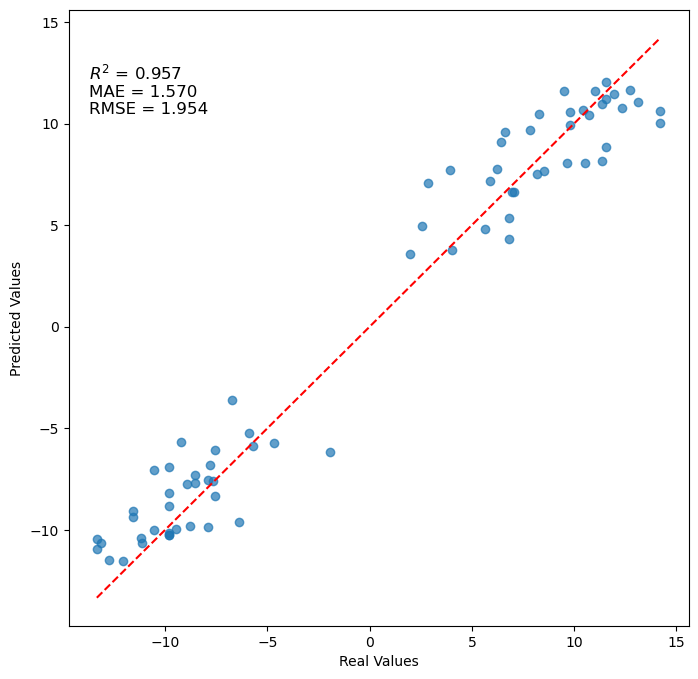 15
R² = 0.957
MAE = 1.570
RMSE = 1.954
10
5
0
−5
−10
Predicted Values
−10 −5 0 5 10 15
Real Values